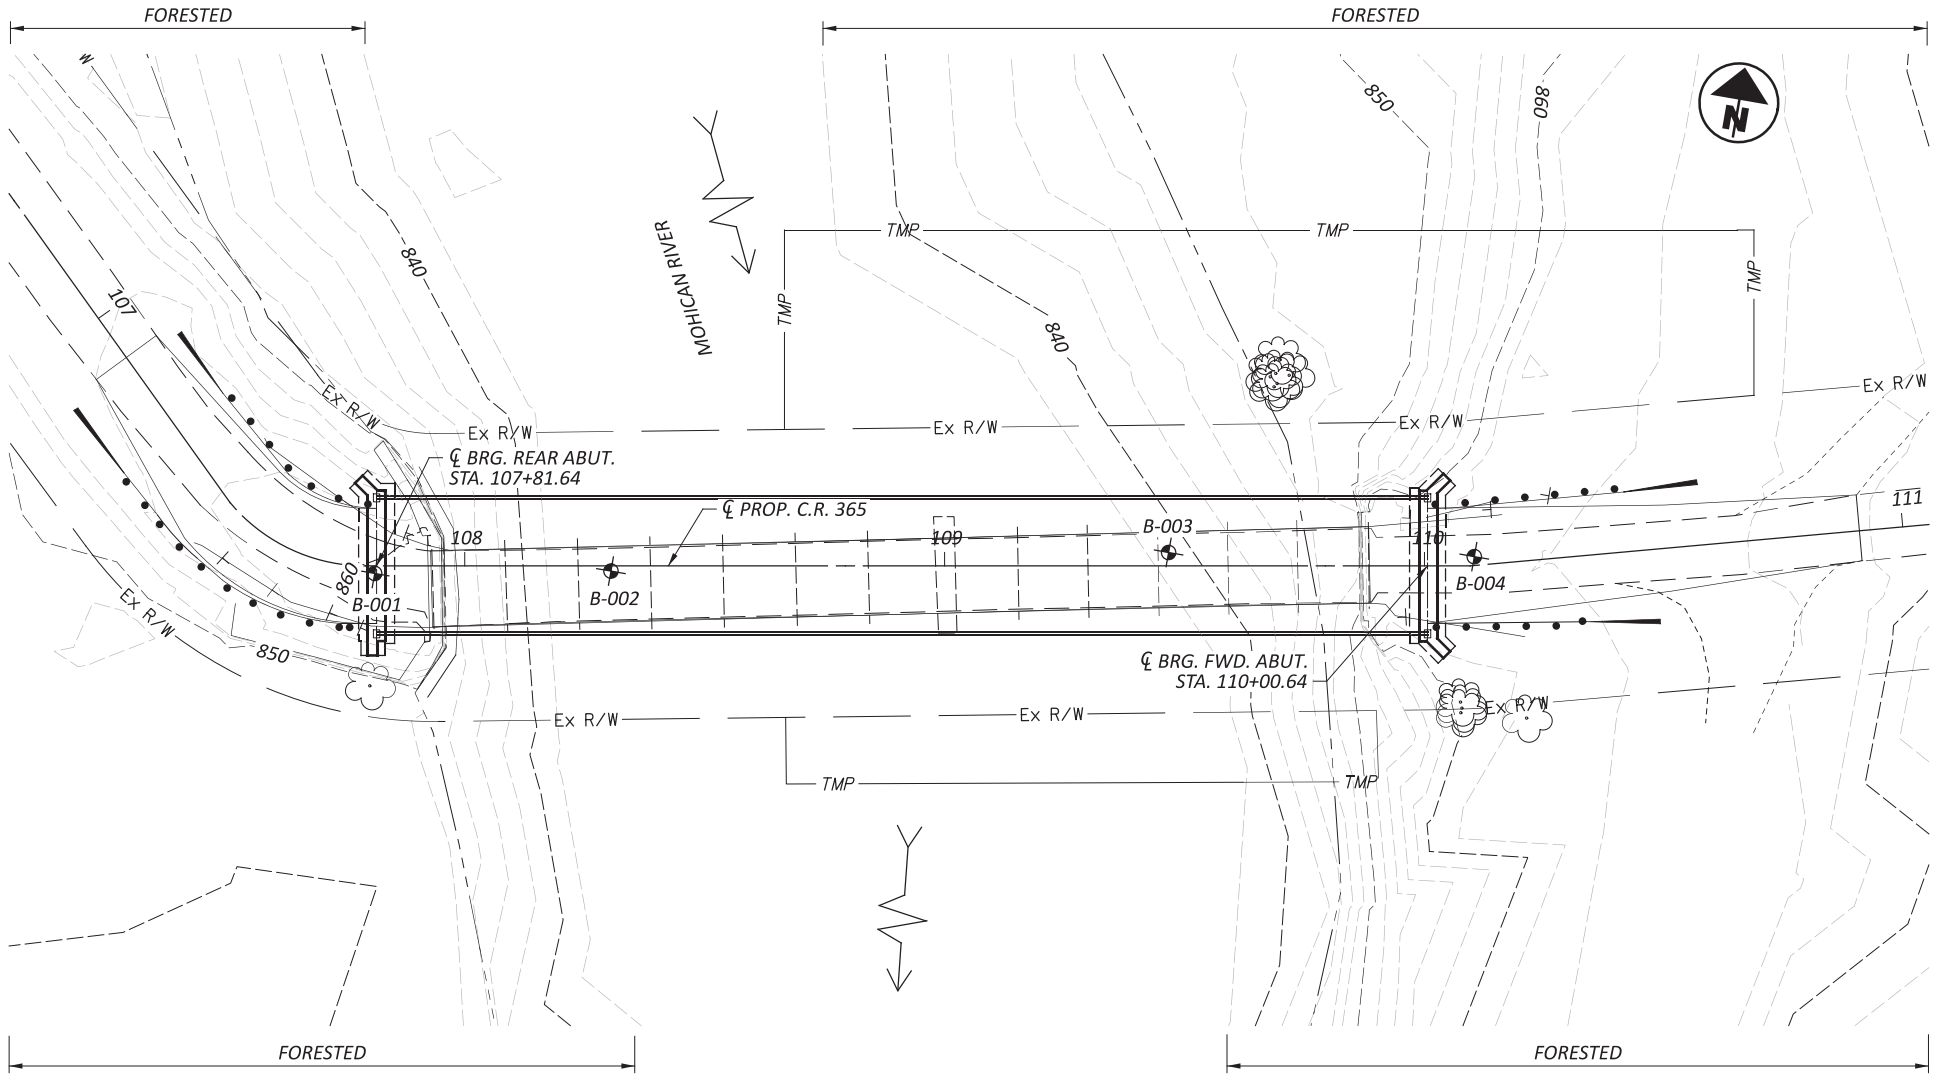 FORESTED
FORESTED
W
850
860
N
840
MOHICAN RIVER
TMP
TMP
TMP
TMP
107
840
Ex R/W
Ex R/W
Ex R/W
Ex R/W
Ex R/W
℄ BRG. REAR ABUT.
STA. 107+81.64
℄ PROP. C.R. 365
108
109
B-003
110
111
860
B-001
B-002
B-004
Ex R/W
850
℄ BRG. FWD. ABUT.
STA. 110+00.64
Ex R/W
Ex R/W
Ex R/W
TMP
TMP
FORESTED
FORESTED